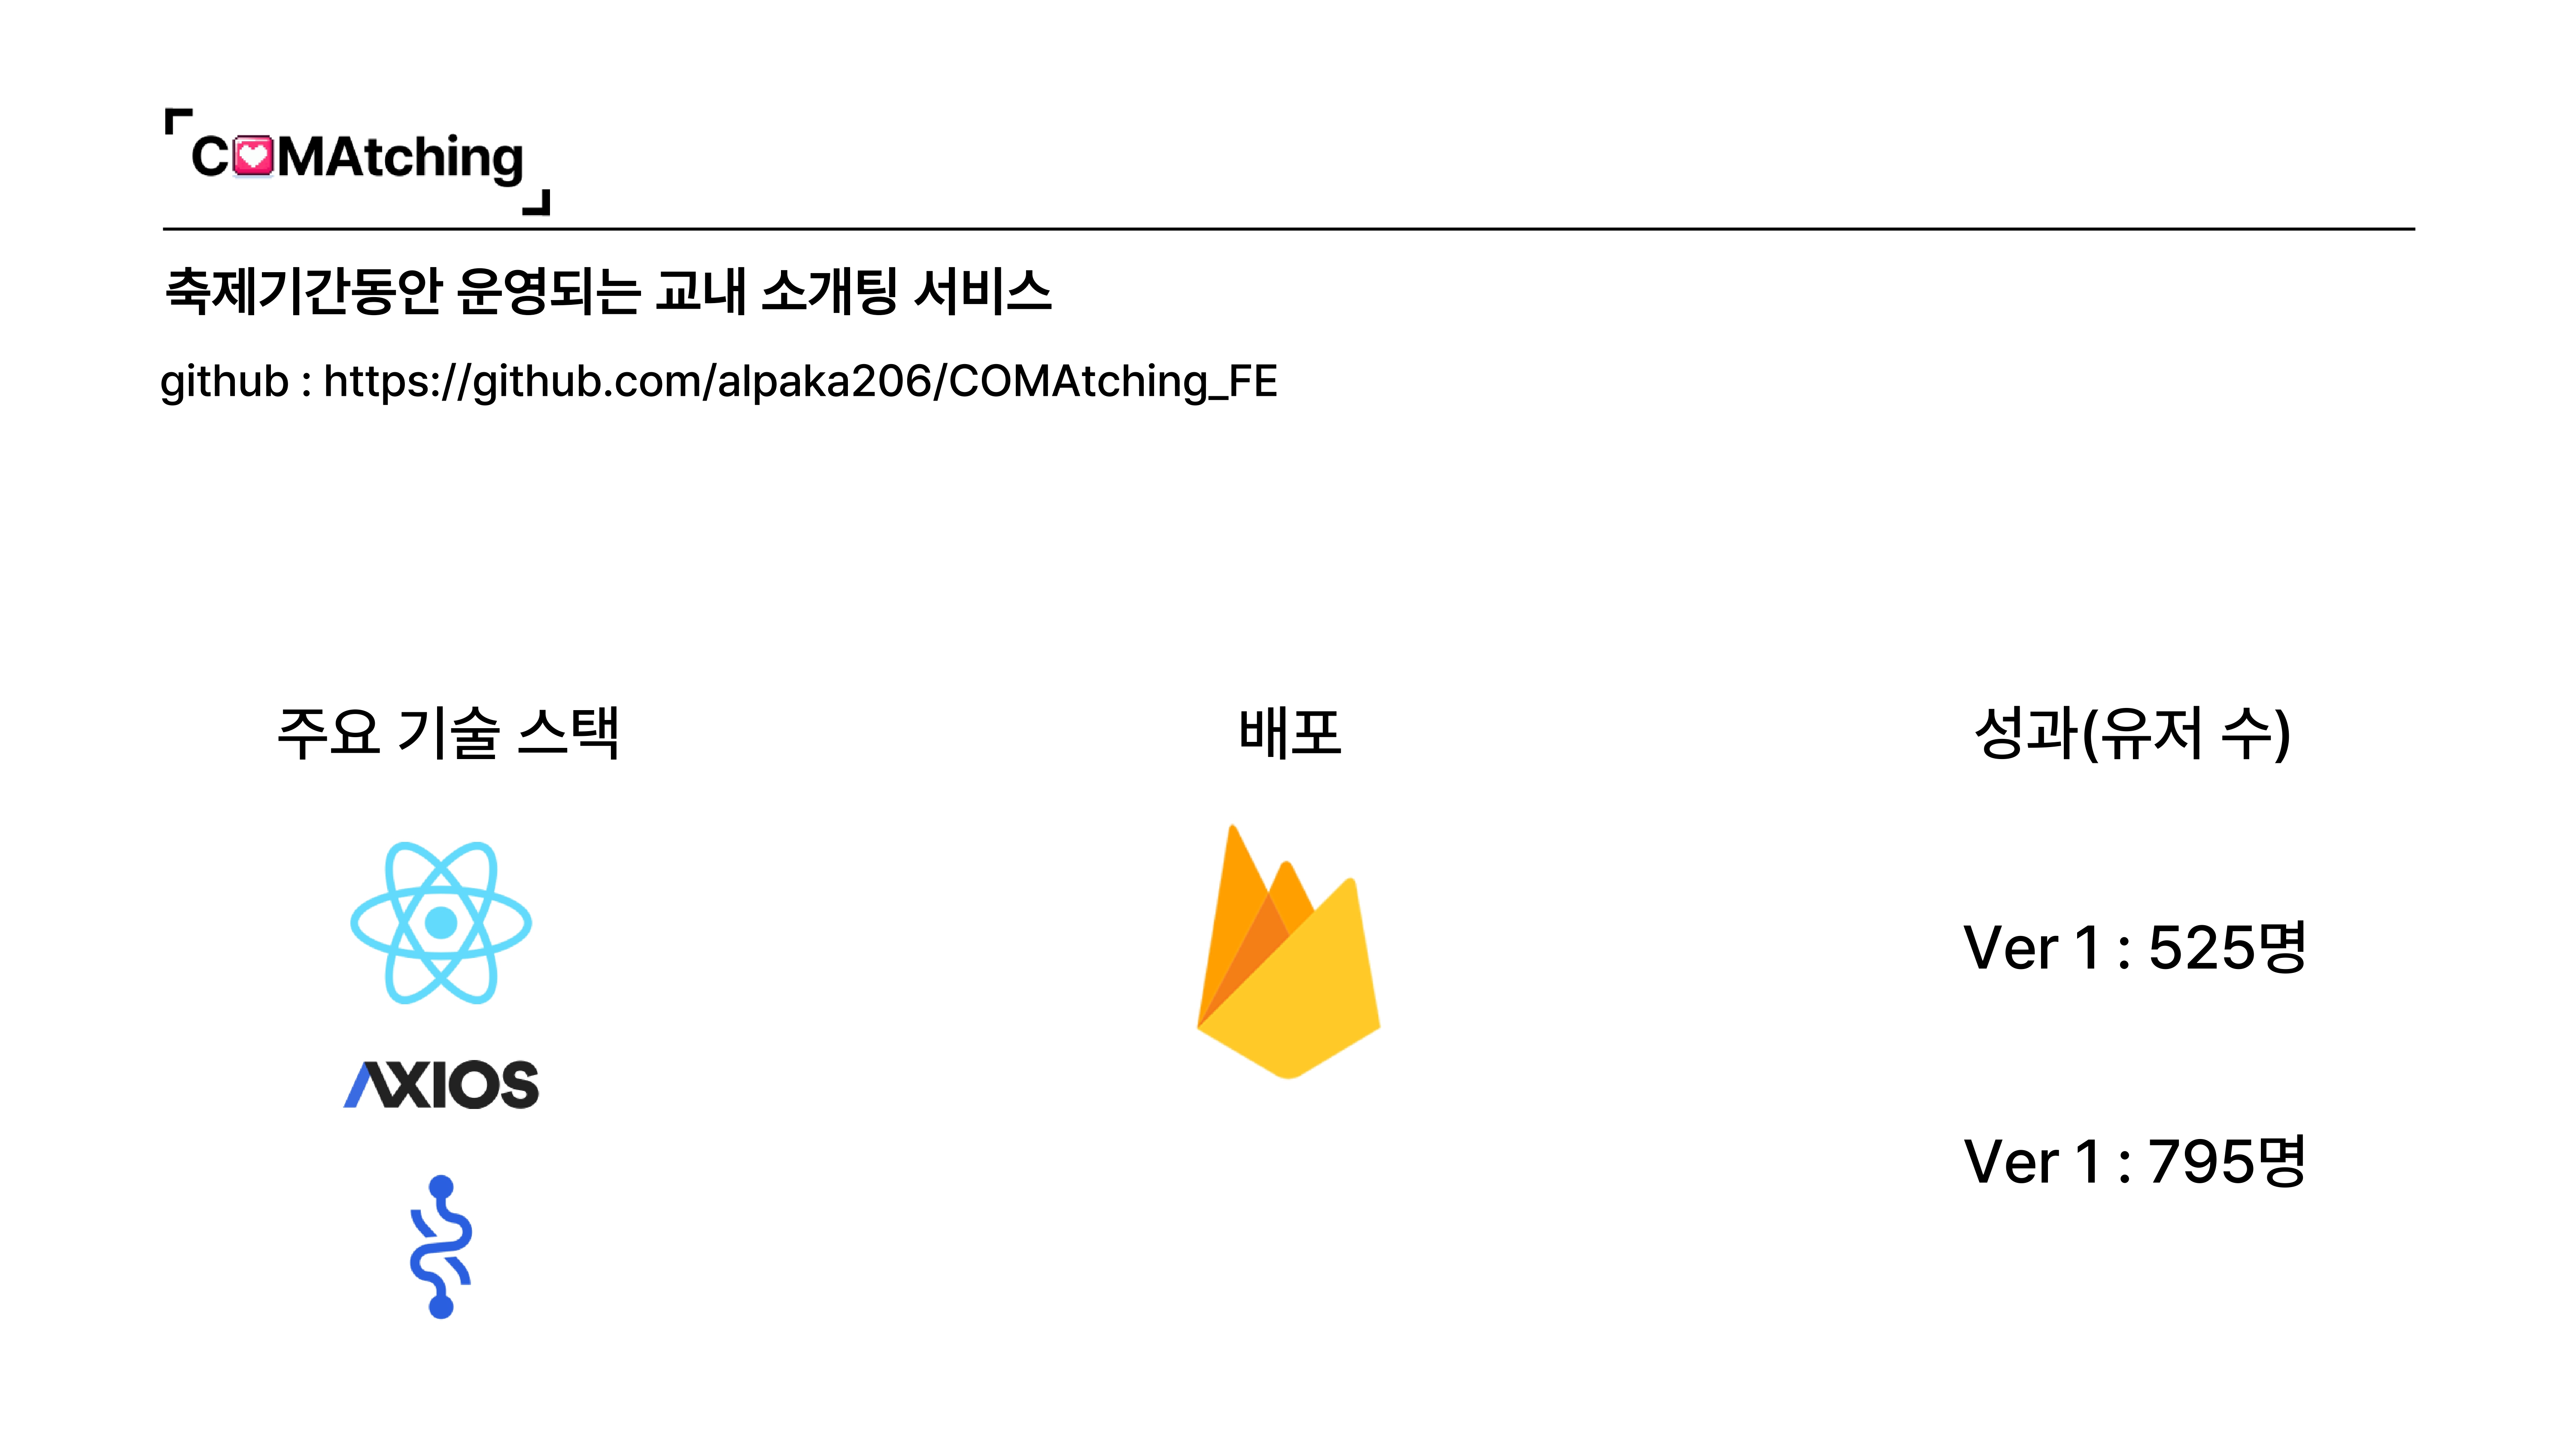 COMAtching
축제기간동안 운영되는 교내 소개팅 서비스
github : https://github.com/alpaka206/COMAtching_FE
주요 기술 스택
AXIOS
배포
성과(유저 수)
Ver 1 : 525명
Ver 1 : 795명